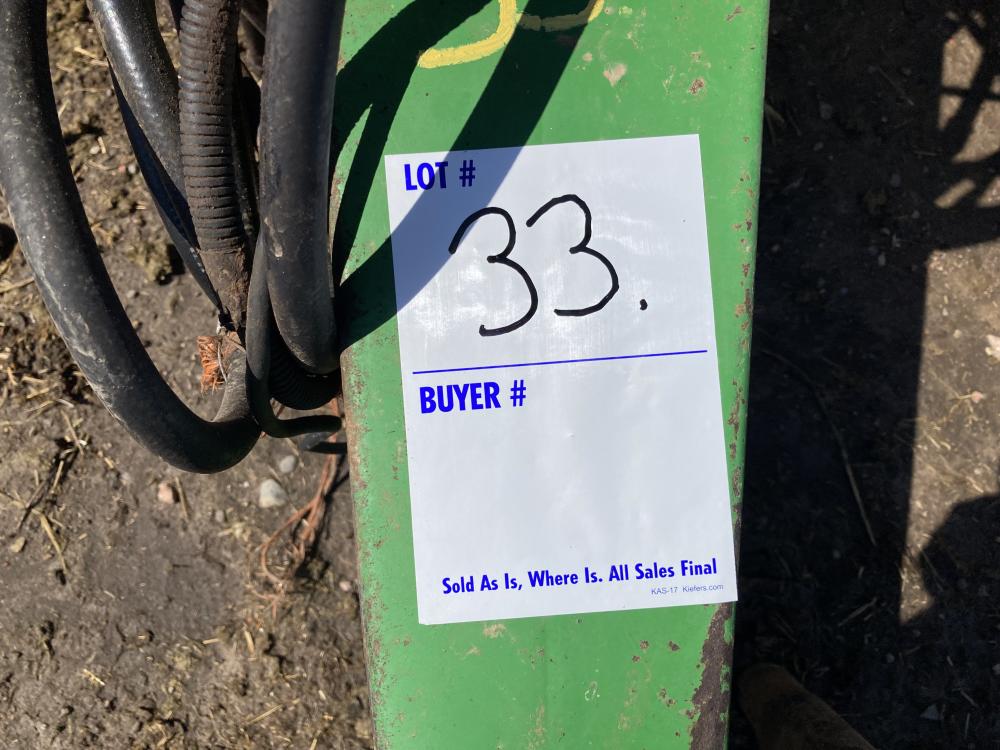 LOT #
33.
BUYER #
Sold As Is, Where Is. All Sales Final
KAS-17 Kiefers.com